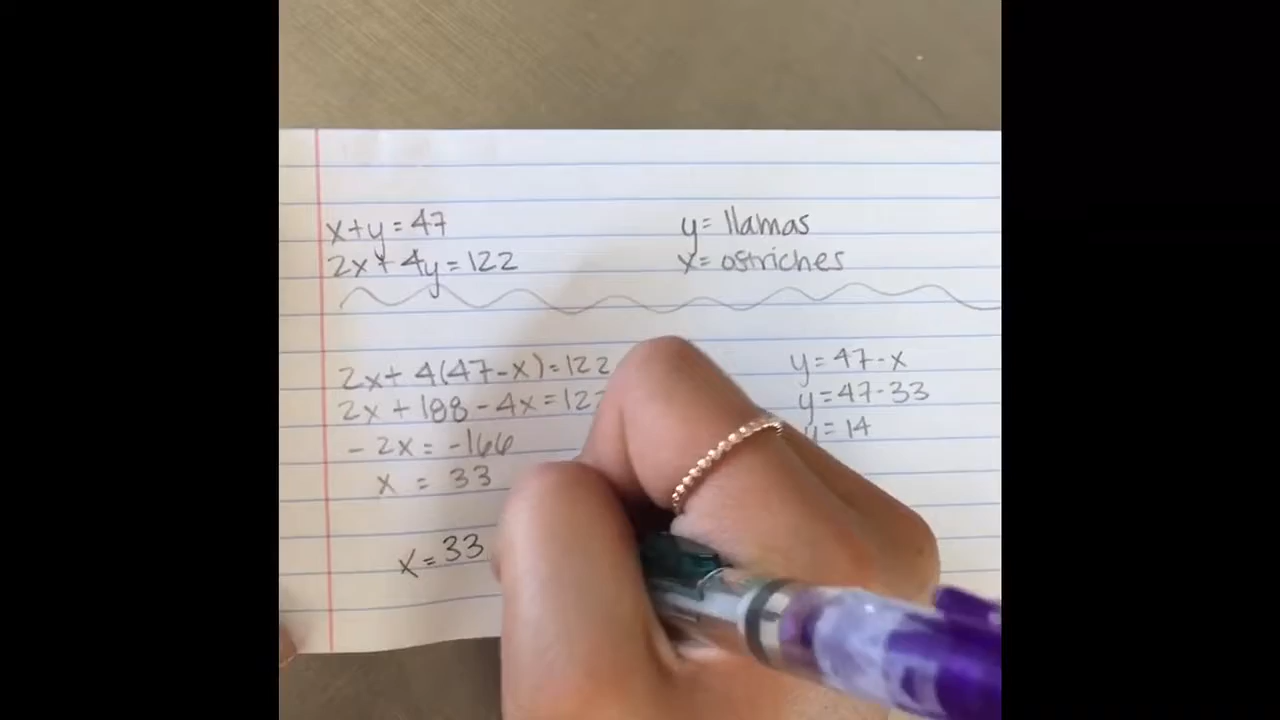 x+y=47
2x+4y=122
y= llamas
x= ostriches
2x+ 4(47-x)=122
2x+188-4x=122
-2x=-166
x = 33
y=47-x
y=47-33
y=14
x=33